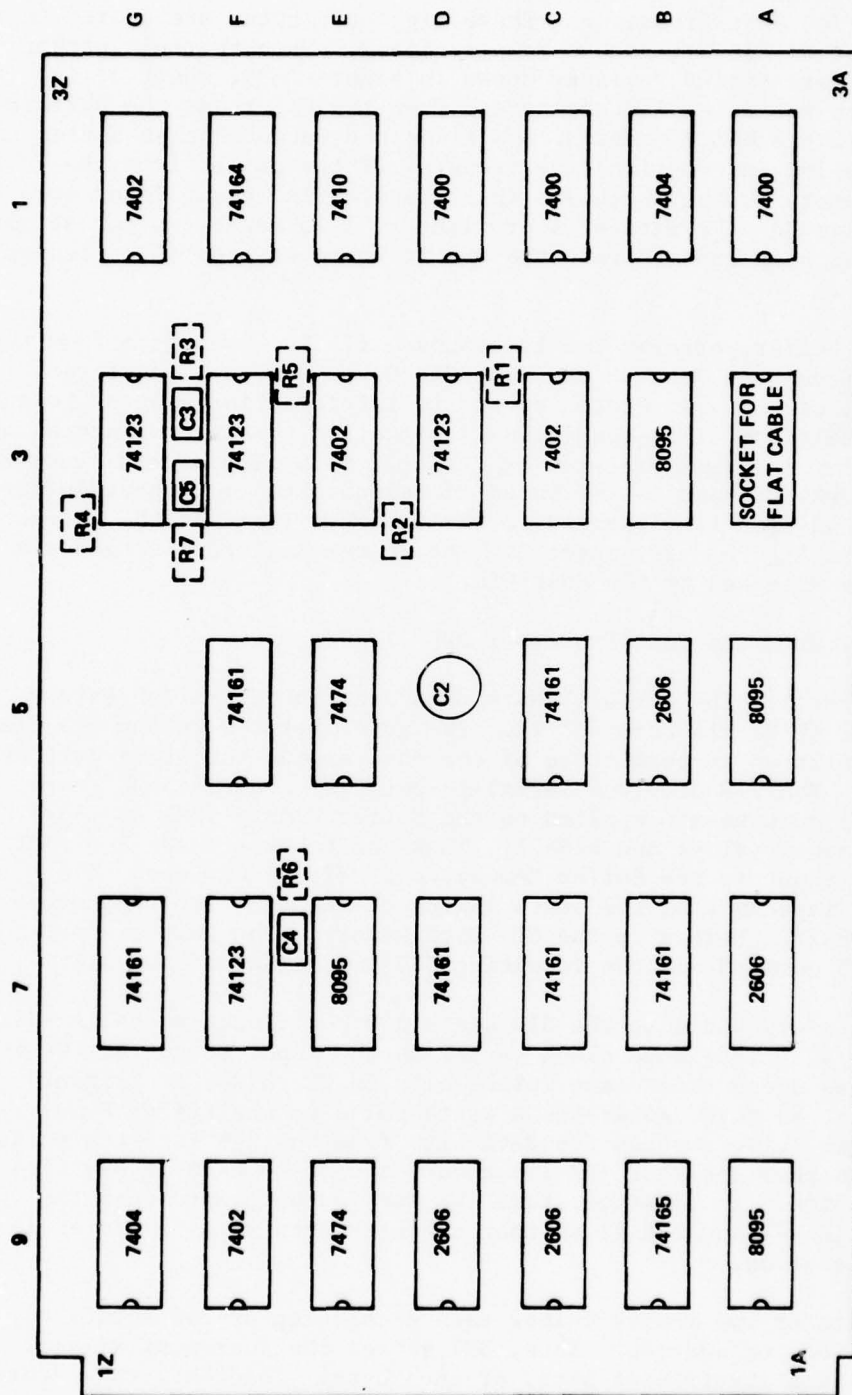 9 7 5 3 1
1Z 3Z
R4
7404 74161 74123 7402 G
R7 C5 C3 R3
7402 74123 74161 74123 74164 F
C4 R6 R5
7474 8095 7474 7402 7410 E
R2
2606 74161 C2 74123 7400 D
R1
2606 74161 74161 7402 7400 C
74165 74161 2606 8095 7404 B
8095 2606 8095 SOCKET FOR 7400 A
FLAT CABLE
1A 3A